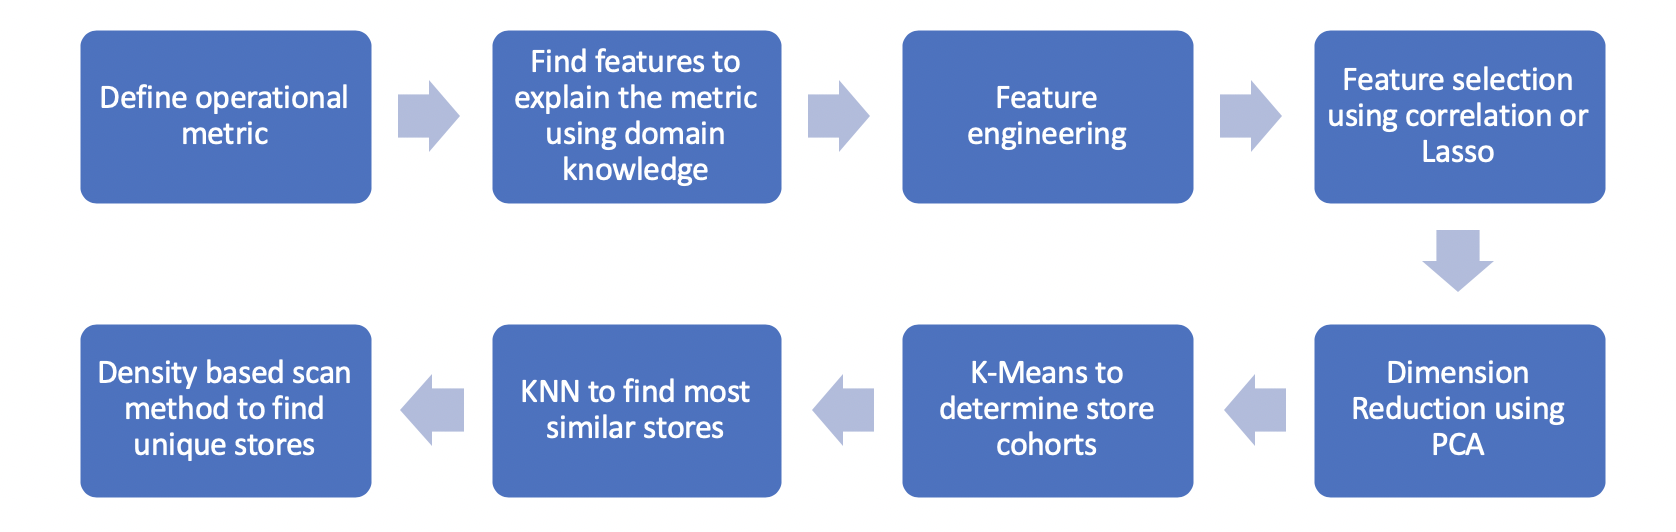 Define operational
metric
Find features to
explain the metric
using domain
knowledge
Feature
engineering
Feature selection
using correlation or
Lasso
Dimension
Reduction using
PCA
K-Means to
determine store
cohorts
KNN to find most
similar stores
Density based scan
method to find
unique stores